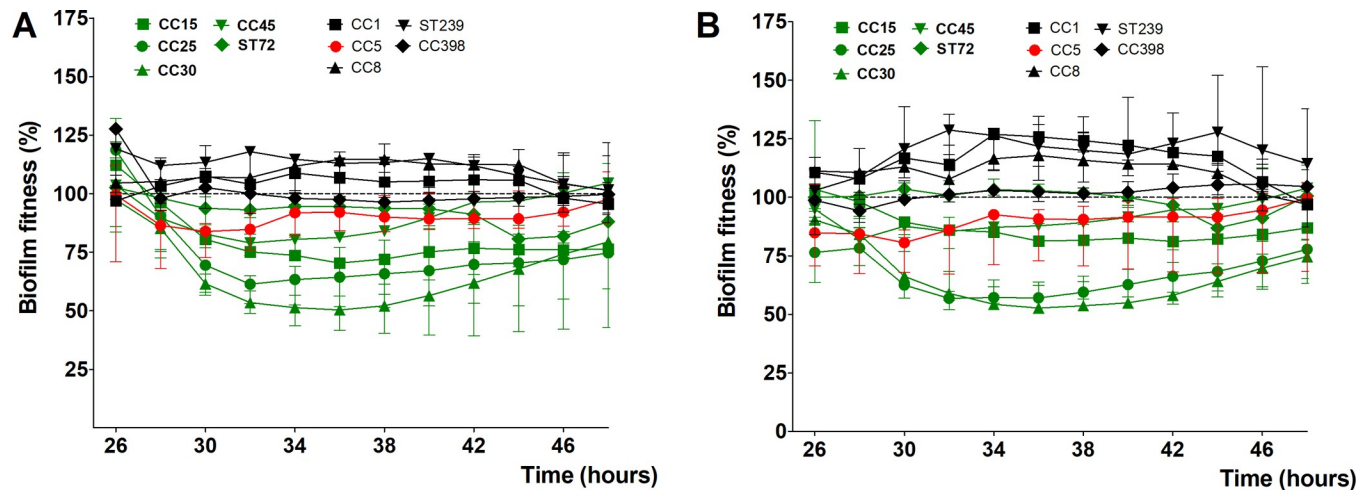 A
Biofilm fitness (%)
175
150
125
100
75
50
25
CC15
CC45
CC1
ST239
CC25
ST72
CC5
CC398
CC30
CC8
26
30
34
38
42
46
Time (hours)
B
Biofilm fitness (%)
175
150
125
100
75
50
25
0
CC15
CC45
CC1
ST239
CC25
ST72
CC5
CC398
CC30
CC8
26
30
34
38
42
46
Time (hours)